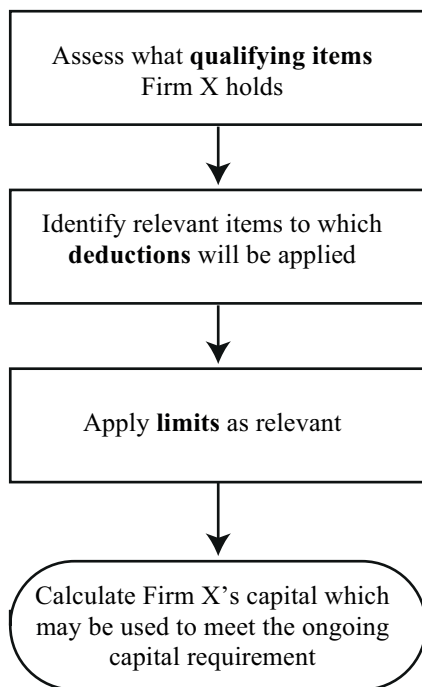 Assess what qualifying items
Firm X holds
Identify relevant items to which
deductions will be applied
Apply limits as relevant
Calculate Firm X’s capital which
may be used to meet the ongoing
capital requirement